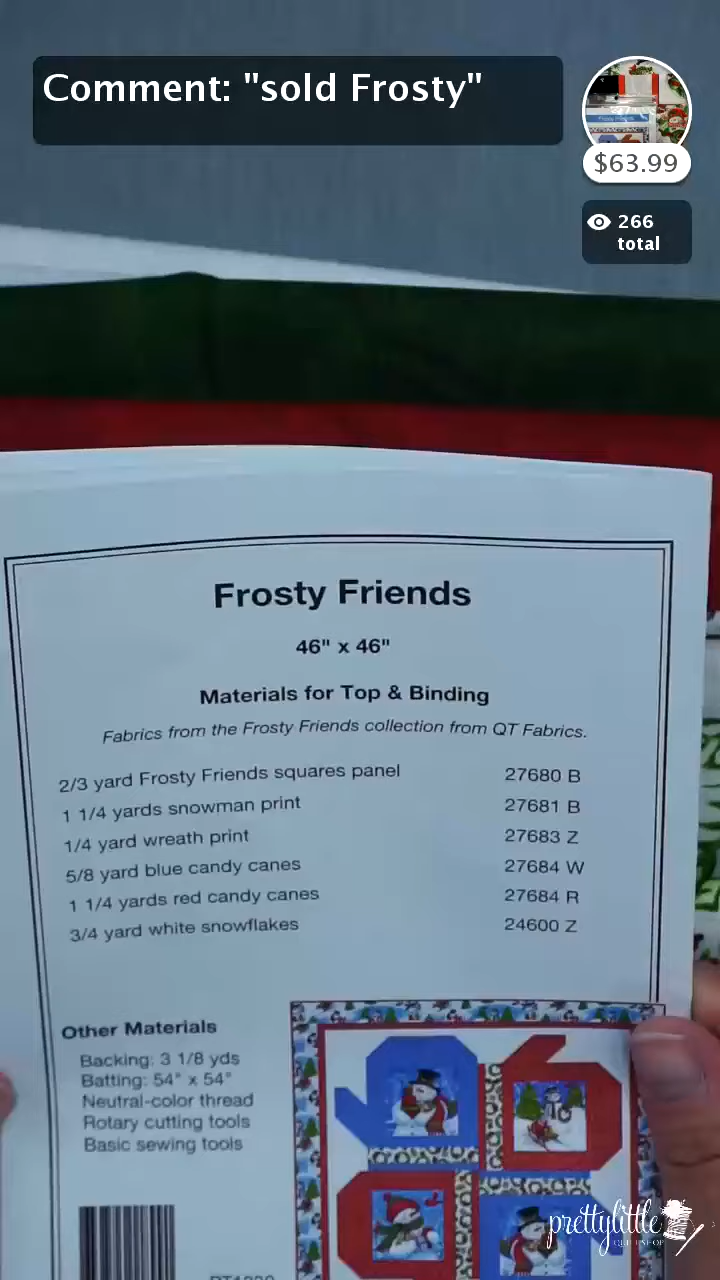 Comment: "sold Frosty"
$63.99
266
total
Frosty Friends
46" x 46"
Materials for Top & Binding
Fabrics from the Frosty Friends collection from QT Fabrics.
2/3 yard Frosty Friends squares panel 27680 B
1 1/4 yards snowman print 27681 B
1/4 yard wreath print 27683 Z
5/8 yard blue candy canes 27684 W
1 1/4 yards red candy canes 27684 R
3/4 yard white snowflakes 24600 Z
Other Materials
Backing: 3 1/8 yds
Batting: 54" x 54"
Neutral-color thread
Rotary cutting tools
Basic sewing tools
prettylittle